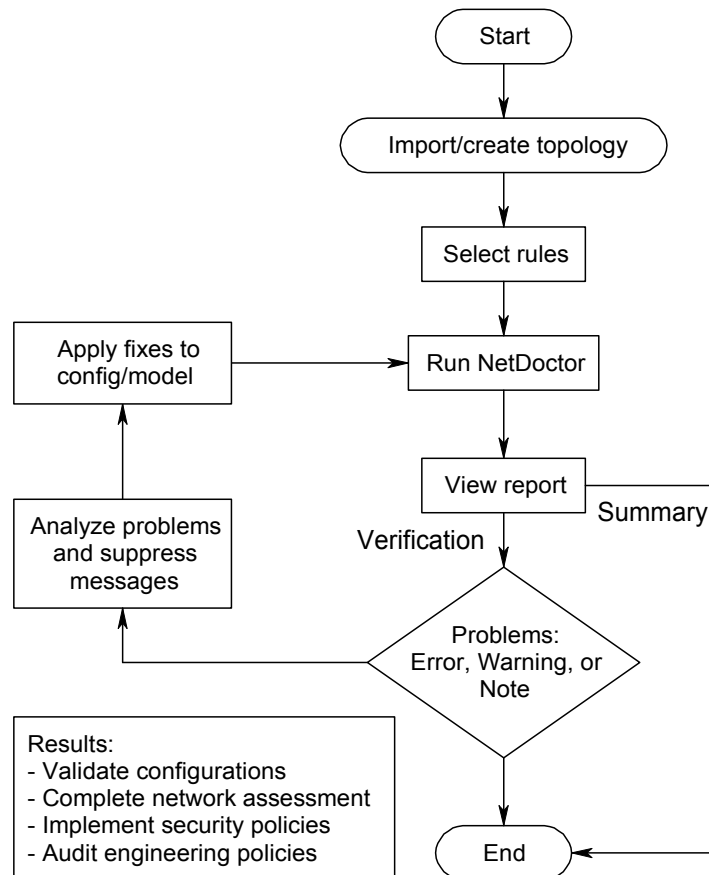 Start
Import/create topology
Select rules
Apply fixes to
config/model
Run NetDoctor
View report
Summary
Analyze problems
and suppress
messages
Verification
Problems:
Error, Warning, or
Note
Results:
- Validate configurations
- Complete network assessment
- Implement security policies
- Audit engineering policies
End